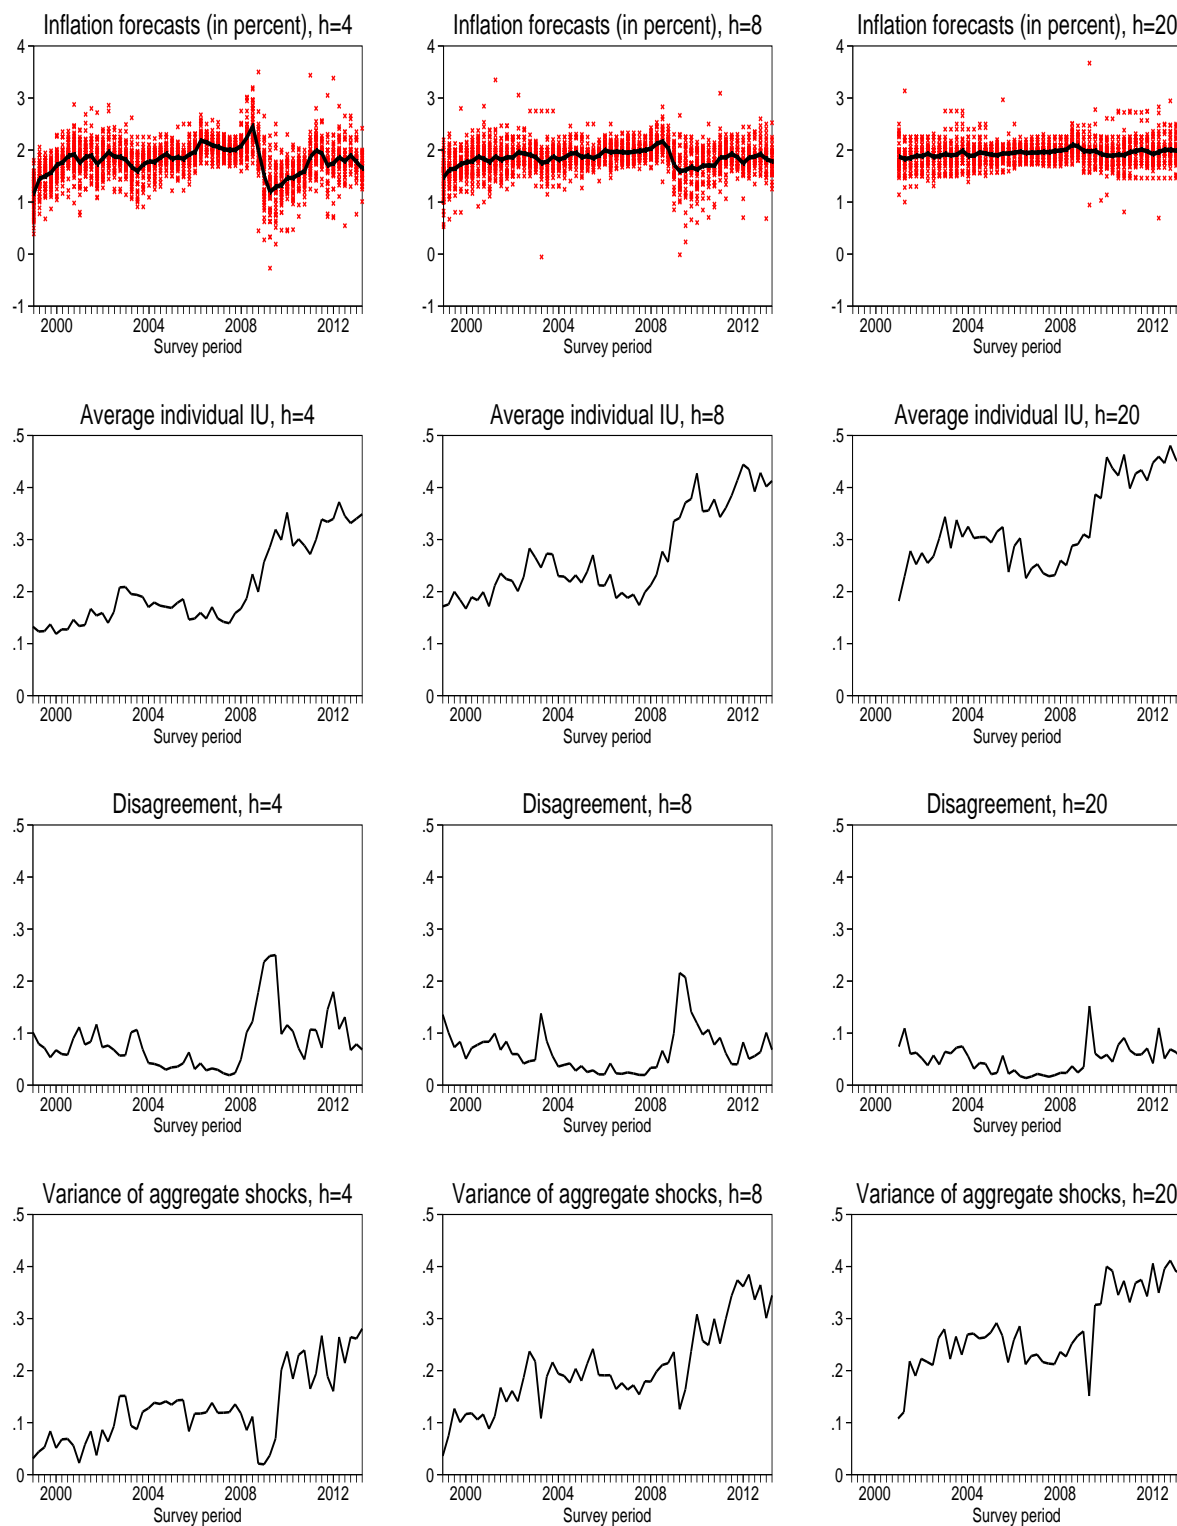 Inflation forecasts (in percent), h=4
4
3
2
1
0
-1
2000 2004 2008 2012
Survey period
Inflation forecasts (in percent), h=8
4
3
2
1
0
-1
2000 2004 2008 2012
Survey period
Inflation forecasts (in percent), h=20
4
3
2
1
0
-1
2000 2004 2008 2012
Survey period
Average individual IU, h=4
.5
.4
.3
.2
.1
0
2000 2004 2008 2012
Survey period
Average individual IU, h=8
.5
.4
.3
.2
.1
0
2000 2004 2008 2012
Survey period
Average individual IU, h=20
.5
.4
.3
.2
.1
0
2000 2004 2008 2012
Survey period
Disagreement, h=4
.5
.4
.3
.2
.1
0
2000 2004 2008 2012
Survey period
Disagreement, h=8
.5
.4
.3
.2
.1
0
2000 2004 2008 2012
Survey period
Disagreement, h=20
.5
.4
.3
.2
.1
0
2000 2004 2008 2012
Survey period
Variance of aggregate shocks, h=4
.5
.4
.3
.2
.1
0
2000 2004 2008 2012
Survey period
Variance of aggregate shocks, h=8
.5
.4
.3
.2
.1
0
2000 2004 2008 2012
Survey period
Variance of aggregate shocks, h=20
.5
.4
.3
.2
.1
0
2000 2004 2008 2012
Survey period